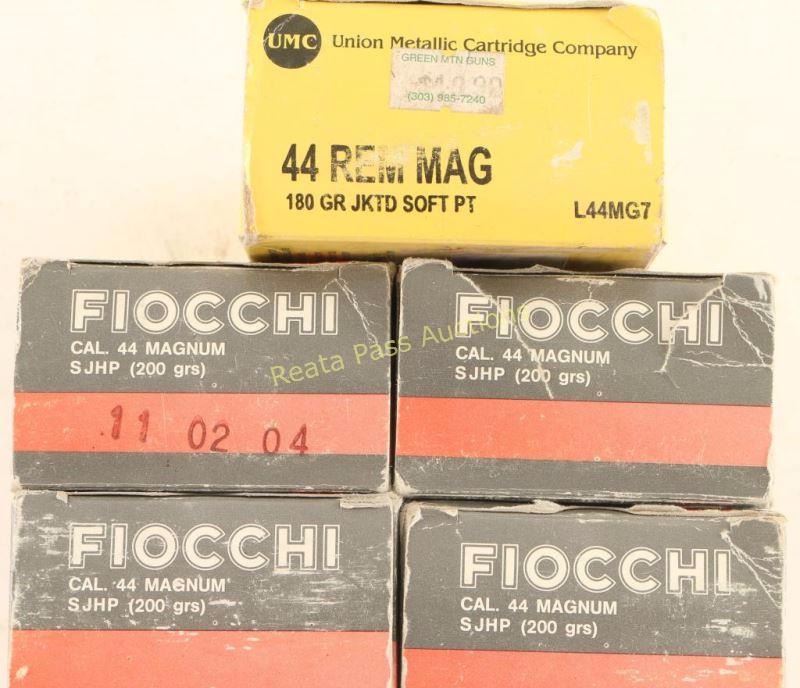 UMC Union Metallic Cartridge Company
GREEN MTN GUNS
(303) 985-7240
44 REM MAG
180 GR JKTD SOFT PT
L44MG7
FIOCCHI
CAL. 44 MAGNUM
SJHP (200 grs)
11 02 04
FIOCCHI
CAL. 44 MAGNUM
SJHP (200 grs)
Reata Pass Auctions
FIOCCHI
CAL. 44 MAGNUM
SJHP (200 grs)
FIOCCHI
CAL. 44 MAGNUM
SJHP (200 grs)